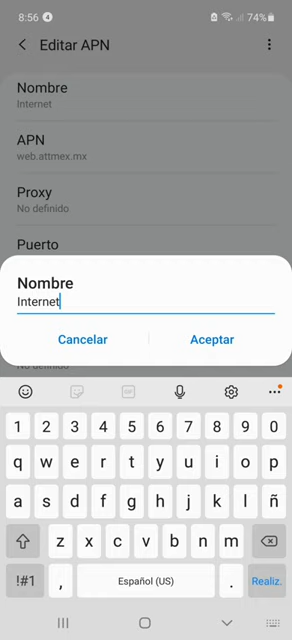 8:56
74%
Editar APN
Nombre
Internet
APN
web.attmex.mx
Proxy
No definido
Puerto
Nombre
Internet
Cancelar
Aceptar
No definido
GIF
1 2 3 4 5 6 7 8 9 0
q w e r t y u i o p
a s d f g h j k l ñ
z x c v b n m
!#1 , Español (US) . Realiz.